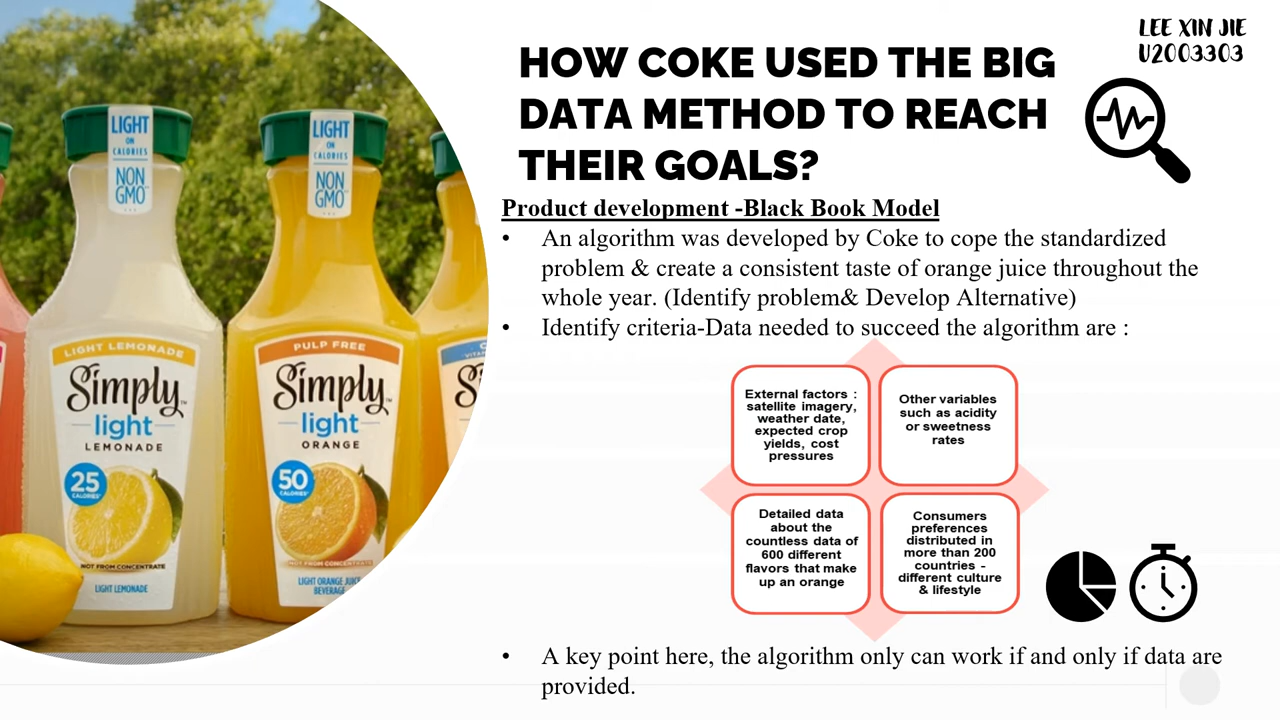 LEE XIN JIE
U2003303
HOW COKE USED THE BIG
DATA METHOD TO REACH
THEIR GOALS?
Product development -Black Book Model
• An algorithm was developed by Coke to cope the standardized
problem & create a consistent taste of orange juice throughout the
whole year. (Identify problem& Develop Alternative)
• Identify criteria-Data needed to succeed the algorithm are :
External factors :
satellite imagery,
weather date,
expected crop
yields, cost
pressures
Other variables
such as acidity
or sweetness
rates
Detailed data
about the
countless data of
600 different
flavors that make
up an orange
Consumers
preferences
distributed in
more than 200
countries -
different culture
& lifestyle
• A key point here, the algorithm only can work if and only if data are
provided.
LIGHT
ON
CALORIES
NON
GMO
LIGHT LEMONADE
Simply
light
LEMONADE
25
CALORIES
NOT FROM CONCENTRATE
LIGHT LEMONADE
LIGHT
ON
CALORIES
NON
GMO
PULP FREE
Simply
light
ORANGE
50
CALORIES
NOT FROM CONCENTRATE
LIGHT ORANGE JUICE
BEVERAGE